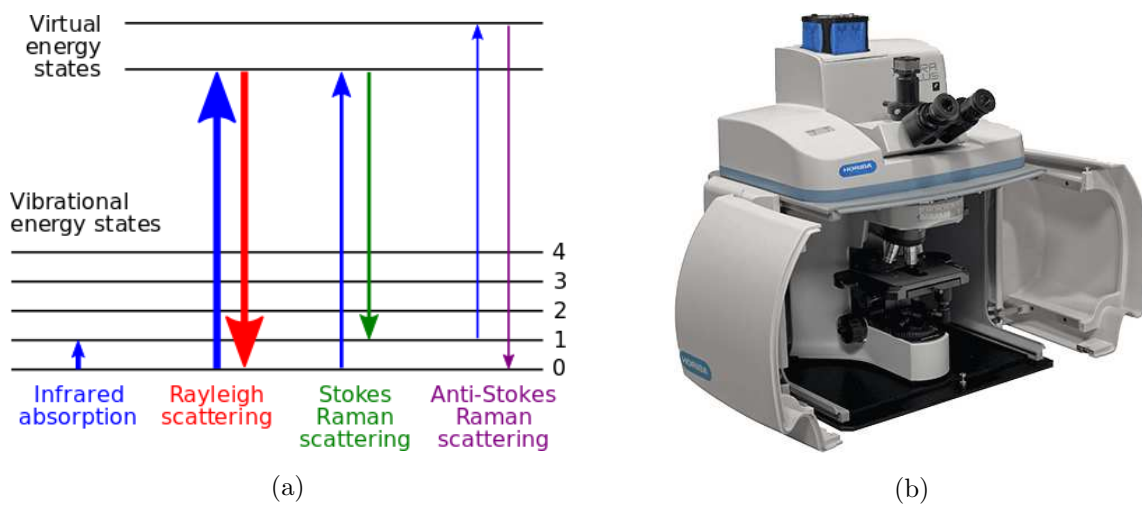 Virtual
energy
states
Vibrational
energy states
4
3
2
1
0
Infrared
absorption
Rayleigh
scattering
Stokes
Raman
scattering
Anti-Stokes
Raman
scattering
(a)
HORIBA
HORIBA
(b)